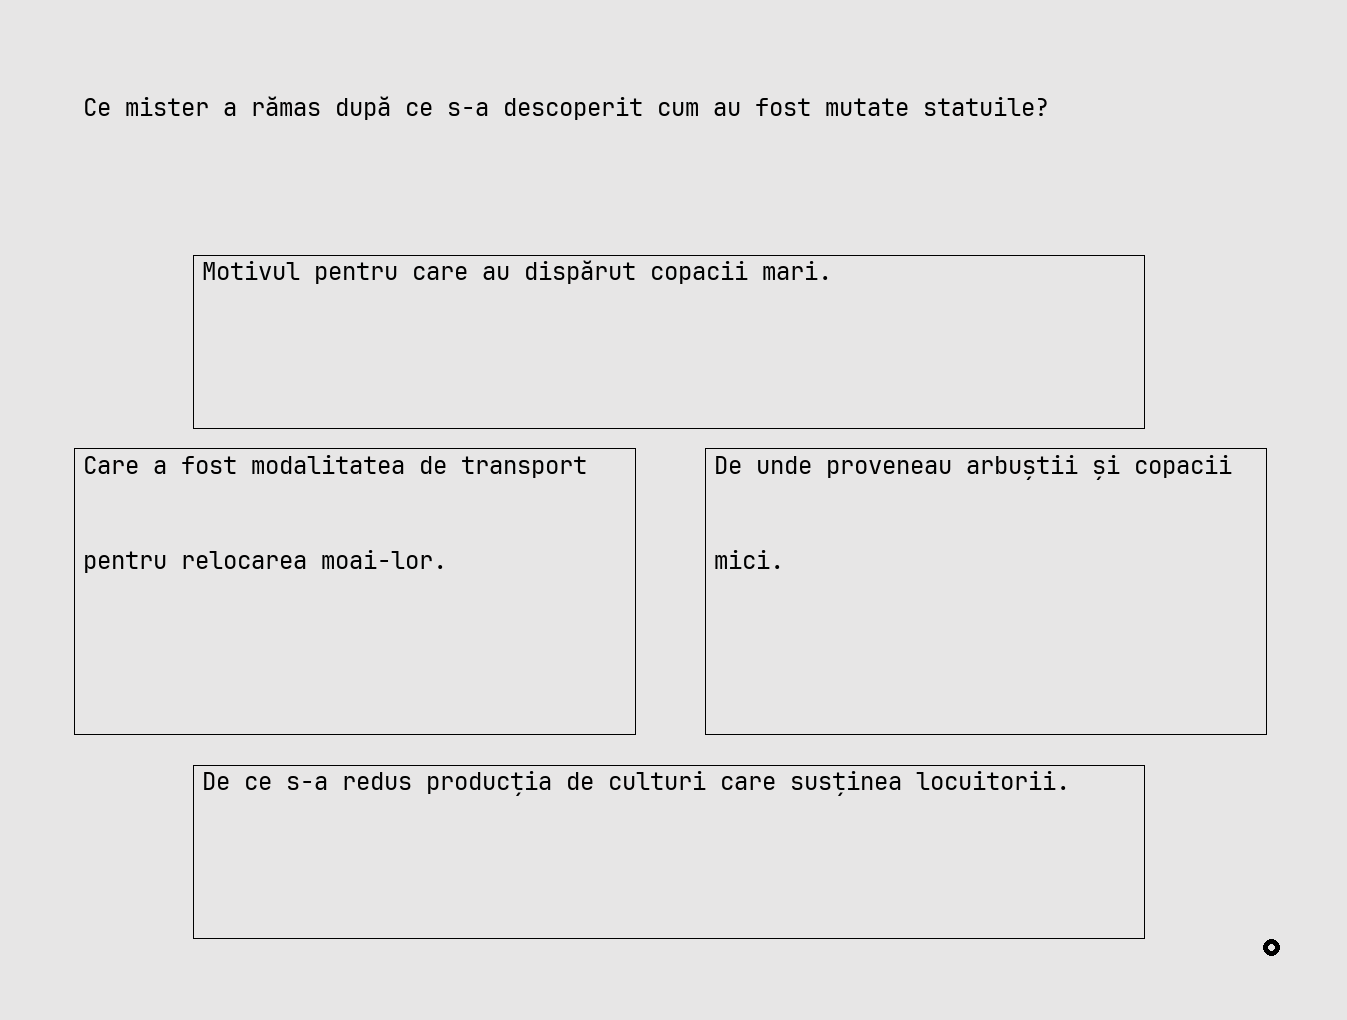 Ce mister a rămas după ce s-a descoperit cum au fost mutate statuile?
Motivul pentru care au dispărut copacii mari.
Care a fost modalitatea de transport
pentru relocarea moai-lor.
De unde proveneau arbuștii și copacii
mici.
De ce s-a redus producția de culturi care susținea locuitorii.